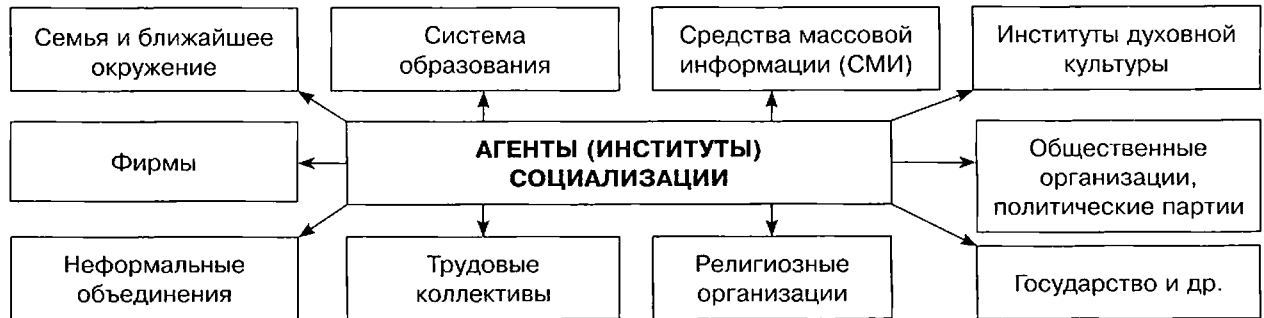 Семья и ближайшее
окружение
Система
образования
Средства массовой
информации (СМИ)
Институты духовной
культуры
Фирмы
АГЕНТЫ (ИНСТИТУТЫ)
СОЦИАЛИЗАЦИИ
Общественные
организации,
политические партии
Неформальные
объединения
Трудовые
коллективы
Религиозные
организации
Государство и др.